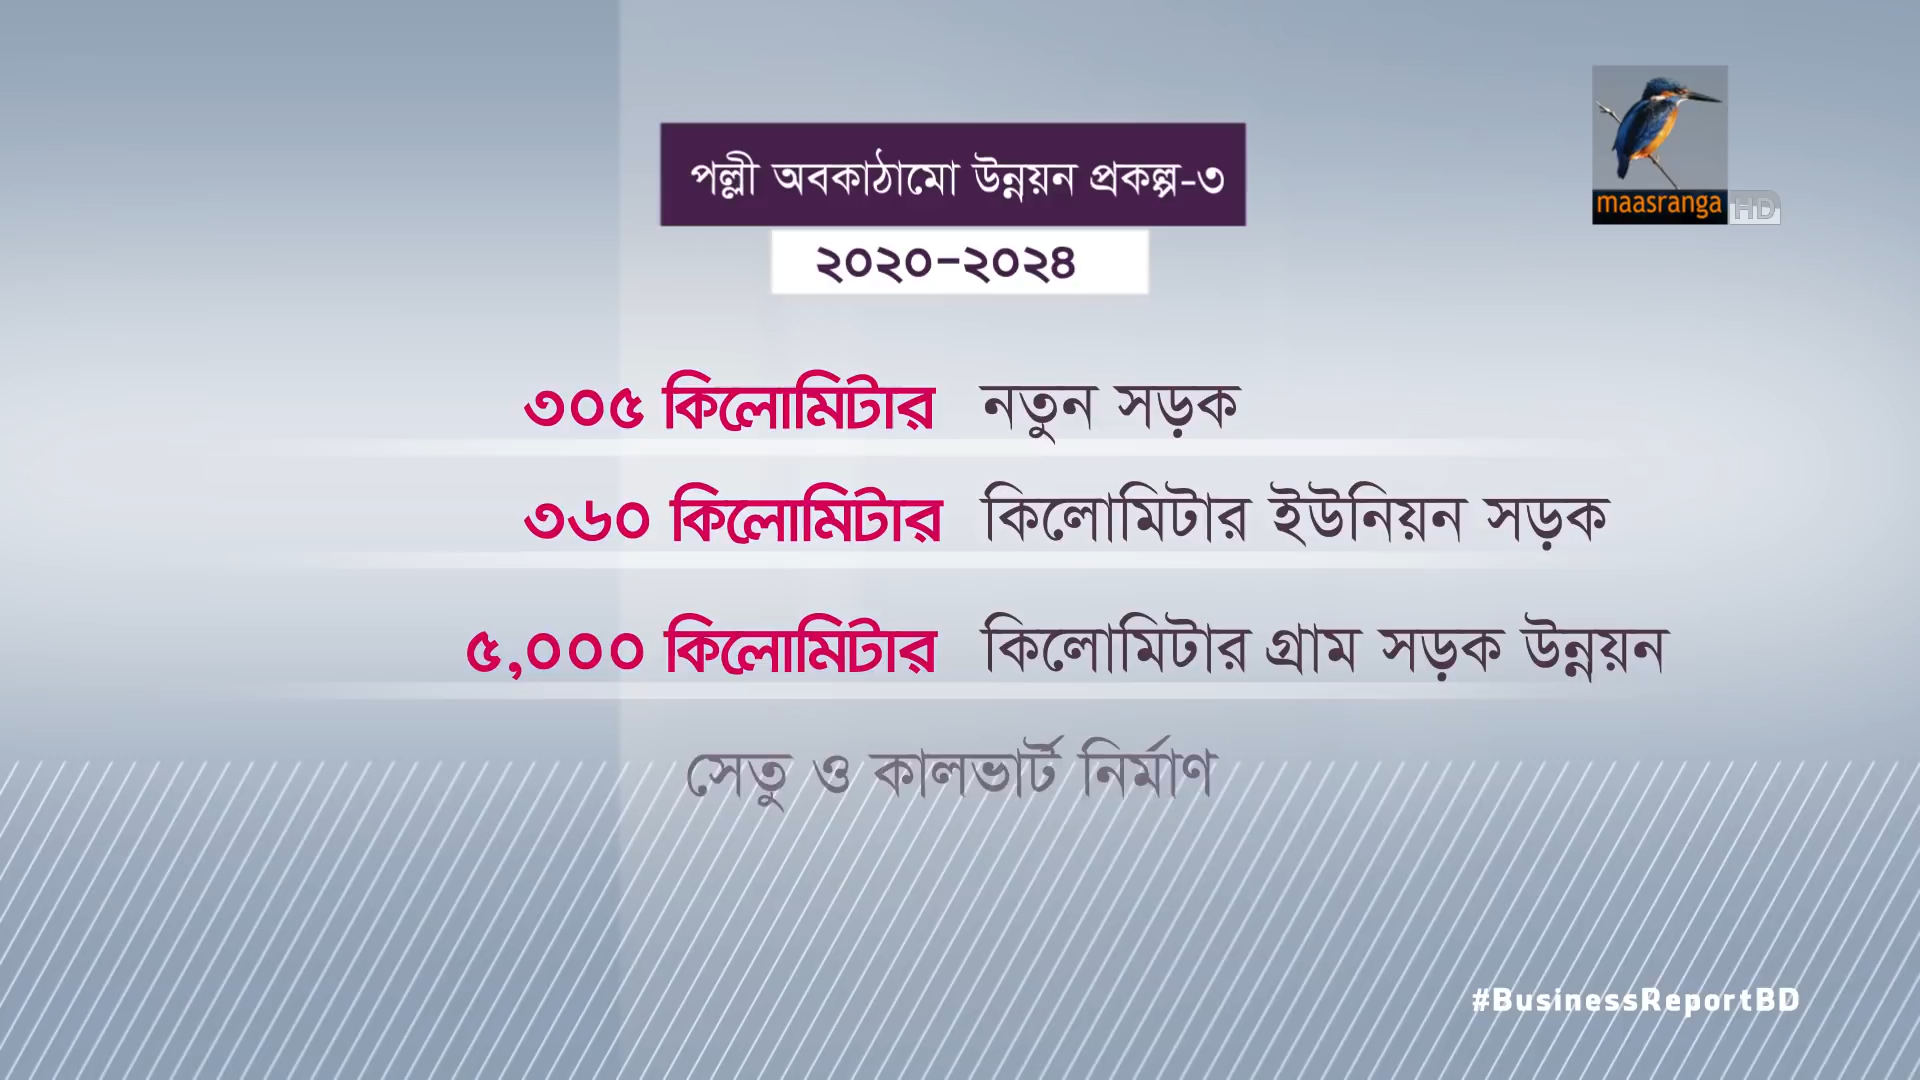 পল্লী অবকাঠামো উন্নয়ন প্রকল্প-৩
maasranga HD
২০২০-২০২৪
৩০৫ কিলোমিটার নতুন সড়ক
৩৬০ কিলোমিটার কিলোমিটার ইউনিয়ন সড়ক
৫,০০০ কিলোমিটার কিলোমিটার গ্রাম সড়ক উন্নয়ন
সেতু ও কালভার্ট নির্মাণ
#BusinessReportBD